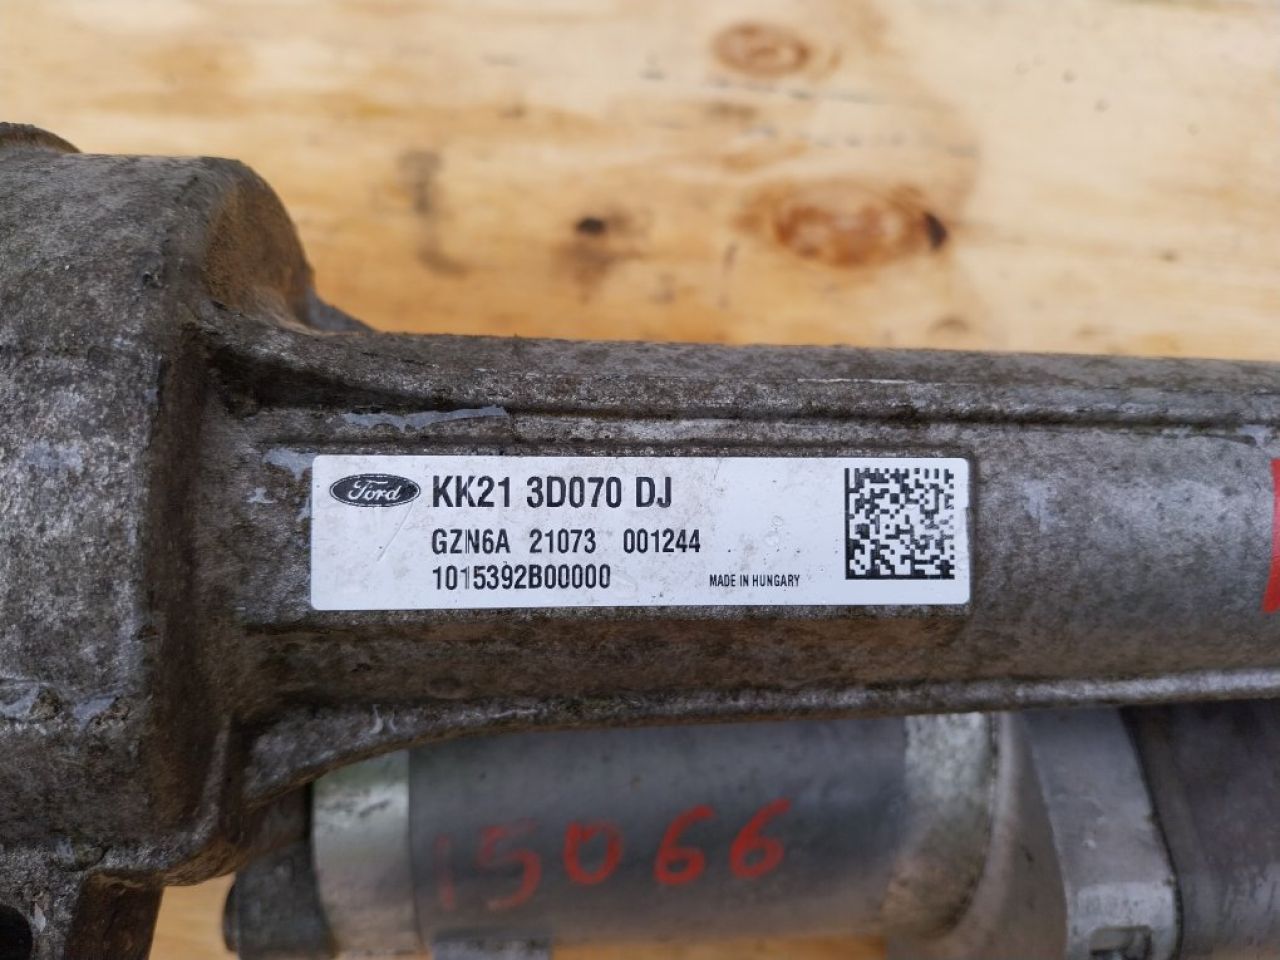 Ford KK21 3D070 DJ
GZN6A 21073 001244
1015392B00000 MADE IN HUNGARY
15066